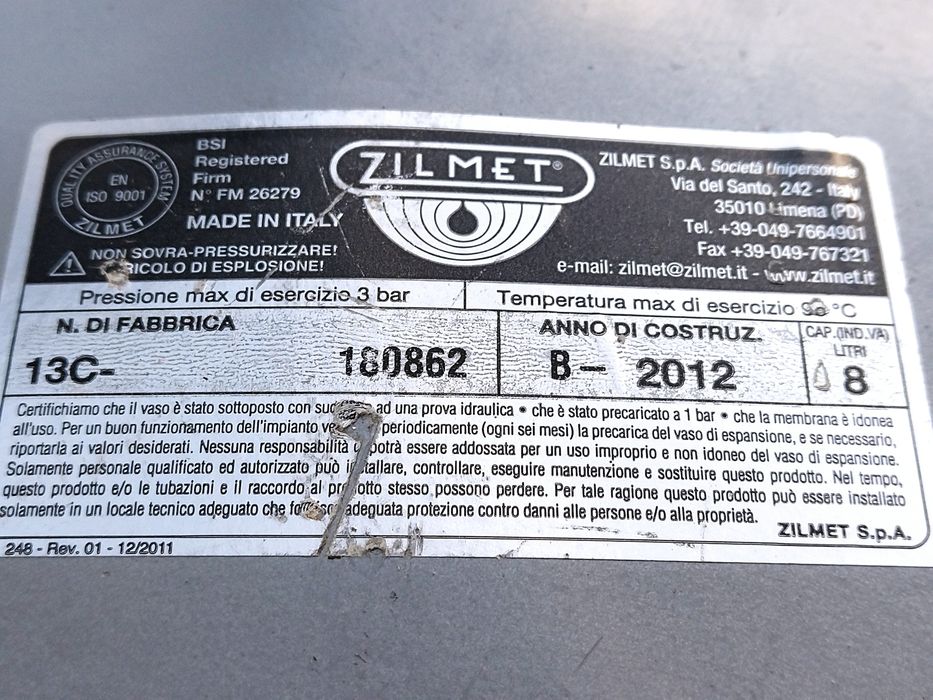 QUALITY ASSURANCE SYSTEM
EN
ISO 9001
ZILMET
BSI
Registered
Firm
N° FM 26279
MADE IN ITALY
NON SOVRA-PRESSURIZZARE!
DI ESPLOSIONE!
ZILMET®
ZILMET S.p.A. Società Unipersonale
Via del Santo, 242 - Italy
35010 Limena (PD)
Tel. +39-049-7664901
Fax +39-049-767321
e-mail: zilmet@zilmet.it - www.zilmet.it
Pressione max di esercizio 3 bar
Temperatura max di esercizio °C
N. DI FABBRICA
13C- 180862
ANNO DI COSTRUZ.
B- 2012
CAP. (IND.VA)
LITRI
8
Certifichiamo che il vaso è stato sottoposto con ad una prova idraulica • che è stato precaricato a 1 bar • che la membrana è idonea
all'uso. Per un buon funzionamento dell'impianto periodicamente (ogni sei mesi) la precarica del vaso di espansione, e se necessario,
riportarla ai valori desiderati. Nessuna responsabilità potrà essere addossata per un uso improprio e non idoneo del vaso di espansione.
Solamente personale qualificato ed autorizzato può installare, controllare, eseguire manutenzione e sostituire questo prodotto. Nel tempo,
questo prodotto e/o le tubazioni e il raccordo al prodotto stesso possono perdere. Per tale ragione questo prodotto può essere installato
solamente in un locale tecnico adeguato che adeguata protezione contro danni alle persone e/o alla proprietà.
ZILMET S.p.A.
248 - Rev. 01 - 12/2011